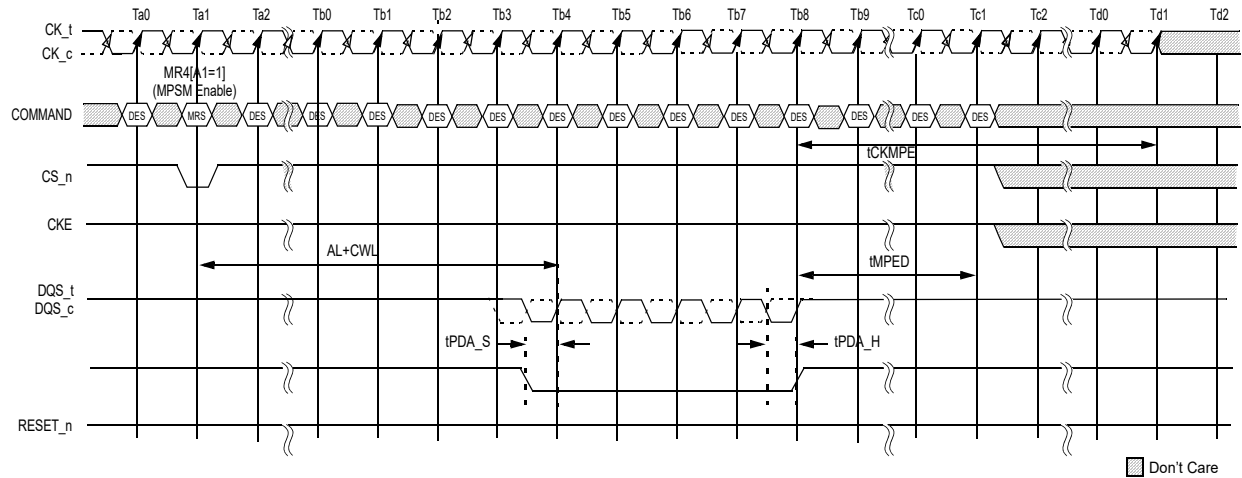 Ta0 Ta1 Ta2 Tb0 Tb1 Tb2 Tb3 Tb4 Tb5 Tb6 Tb7 Tb8 Tb9 Tc0 Tc1 Tc2 Td0 Td1 Td2
CK_t
CK_c
MR4[A1=1]
(MPSM Enable)
COMMAND DES MRS DES DES DES DES DES DES DES DES DES DES DES DES DES
tCKMPE
CS_n
CKE
AL+CWL
tMPED
DQS_t
DQS_c
tPDA_S tPDA_H
RESET_n
Don't Care